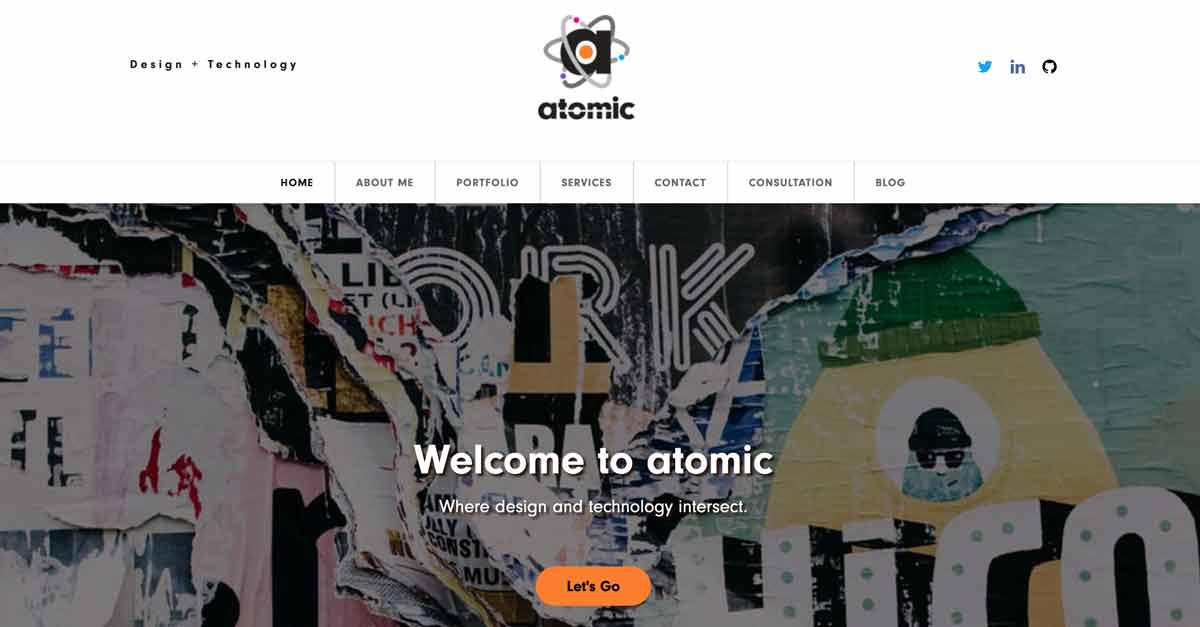 Design + Technology
a
atomic
in
HOME
ABOUT ME
PORTFOLIO
SERVICES
CONTACT
CONSULTATION
BLOG
ORK
Welcome to atomic
Where design and technology intersect.
Let's Go